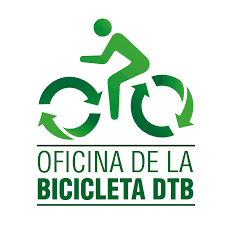 OFICINA DE LA
BICICLETA DTB